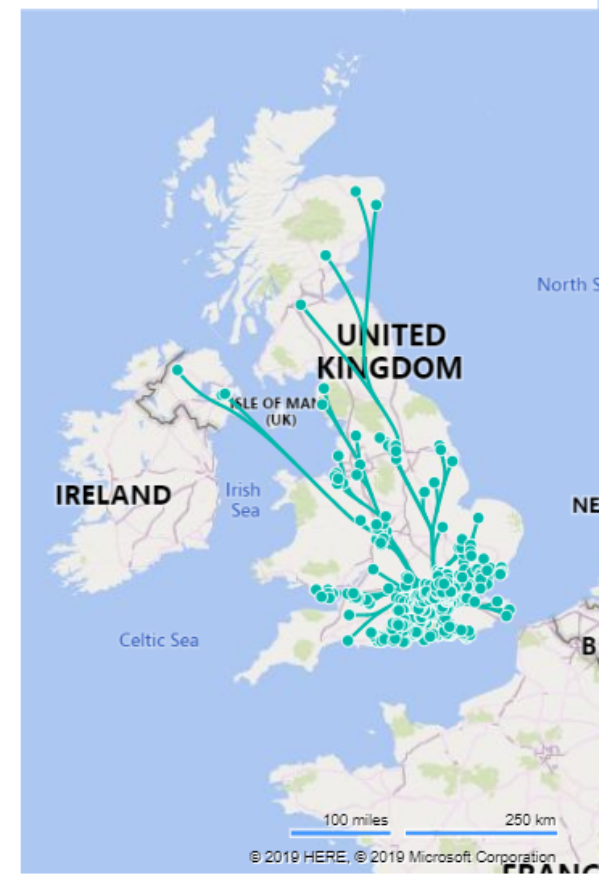 North S
UNITED
KINGDOM
ISLE OF MAN
(UK)
IRELAND
Irish
Sea
NE
Celtic Sea
B
100 miles
250 km
© 2019 HERE, © 2019 Microsoft Corporation
FRANC